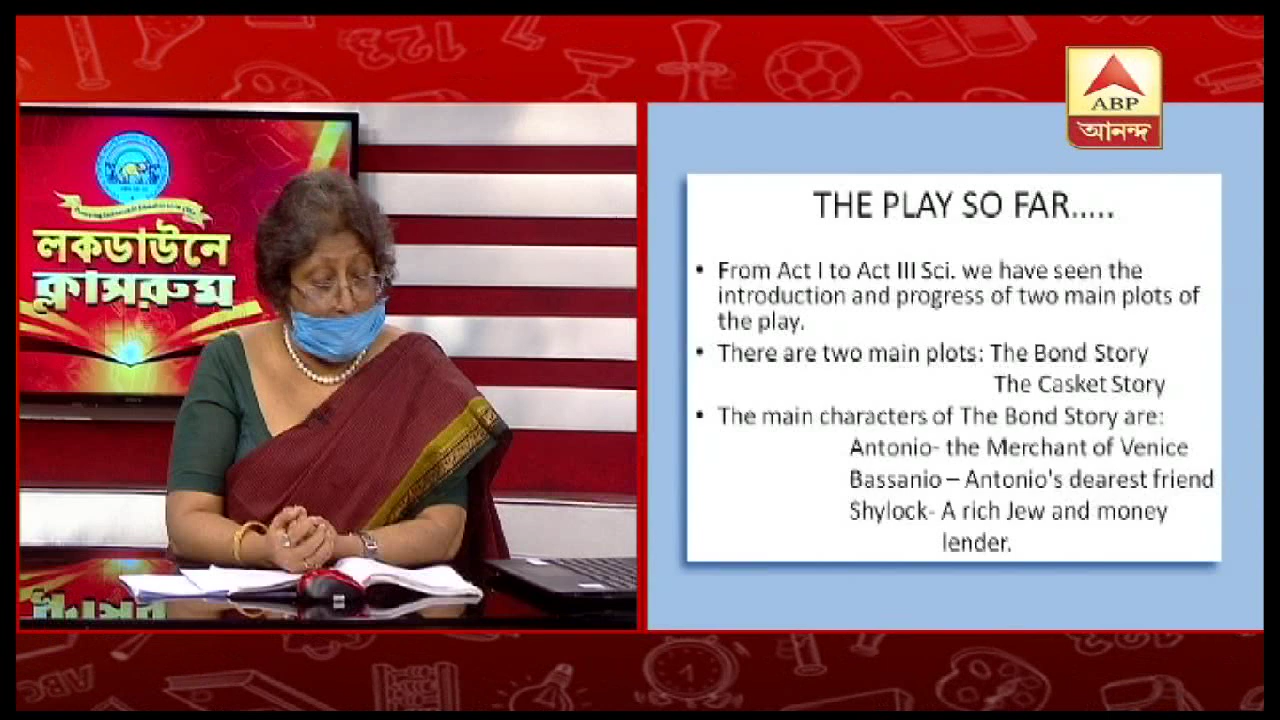 ABP
আনন্দ
লকডাউনে
ক্লাসরুম
THE PLAY SO FAR.....
• From Act I to Act III Sci. we have seen the
introduction and progress of two main plots of
the play.
• There are two main plots: The Bond Story
The Casket Story
• The main characters of The Bond Story are:
Antonio- the Merchant of Venice
Bassanio – Antonio's dearest friend
Shylock- A rich Jew and money
lender.